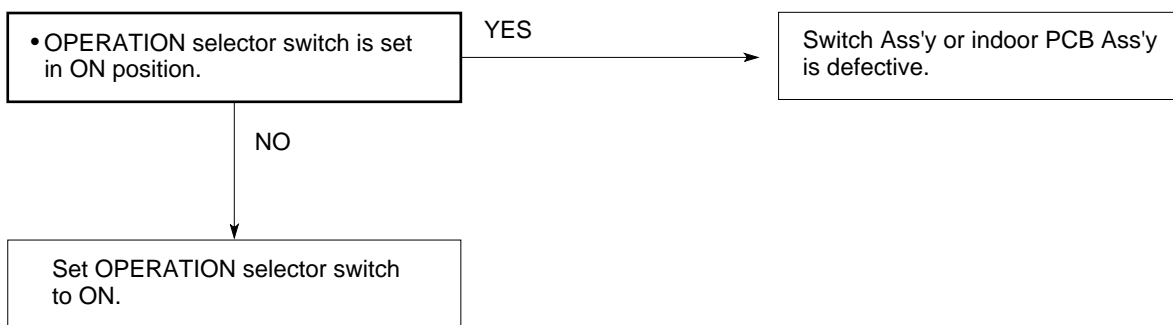 • OPERATION selector switch is set
in ON position.
YES
Switch Ass'y or indoor PCB Ass'y
is defective.
NO
Set OPERATION selector switch
to ON.